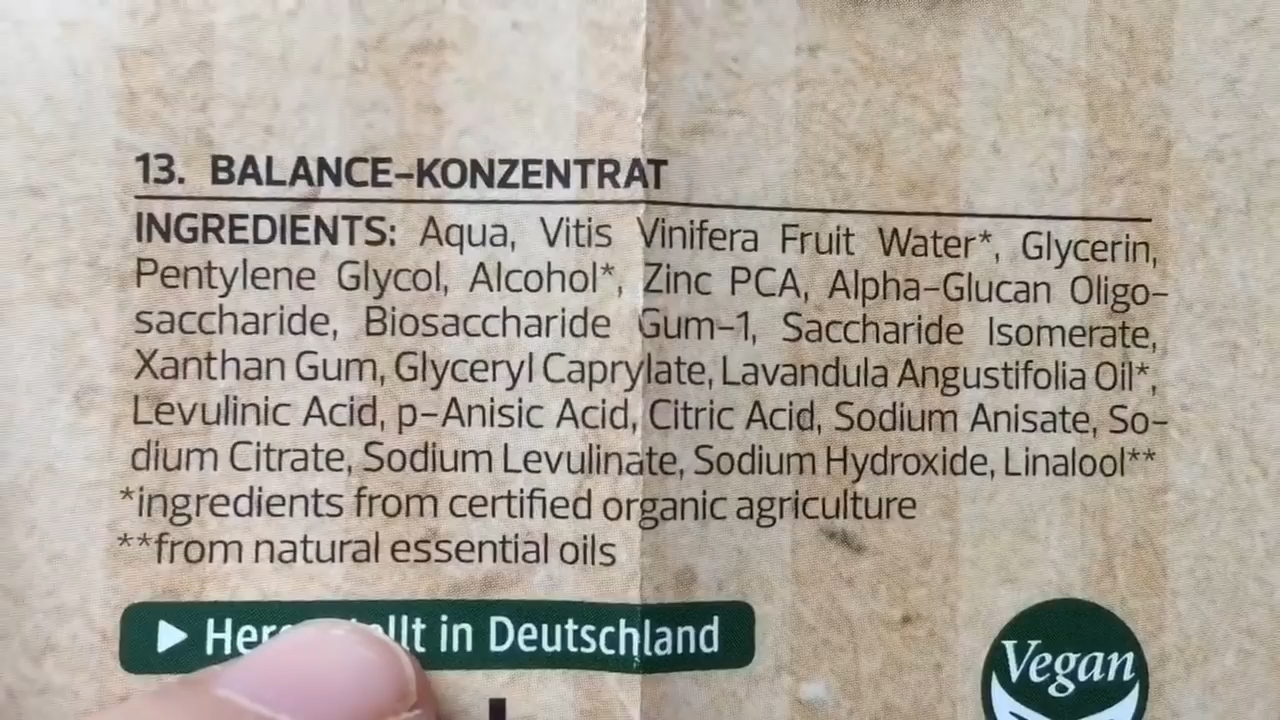 13. BALANCE-KONZENTRAT
INGREDIENTS: Aqua, Vitis Vinifera Fruit Water*, Glycerin,
Pentylene Glycol, Alcohol*, Zinc PCA, Alpha-Glucan Oligo-
saccharide, Biosaccharide Gum-1, Saccharide Isomerate,
Xanthan Gum, Glyceryl Caprylate, Lavandula Angustifolia Oil*,
Levulinic Acid, p-Anisic Acid, Citric Acid, Sodium Anisate, So-
dium Citrate, Sodium Levulinate, Sodium Hydroxide, Linalool**
*ingredients from certified organic agriculture
**from natural essential oils
in Deutschland
Vegan